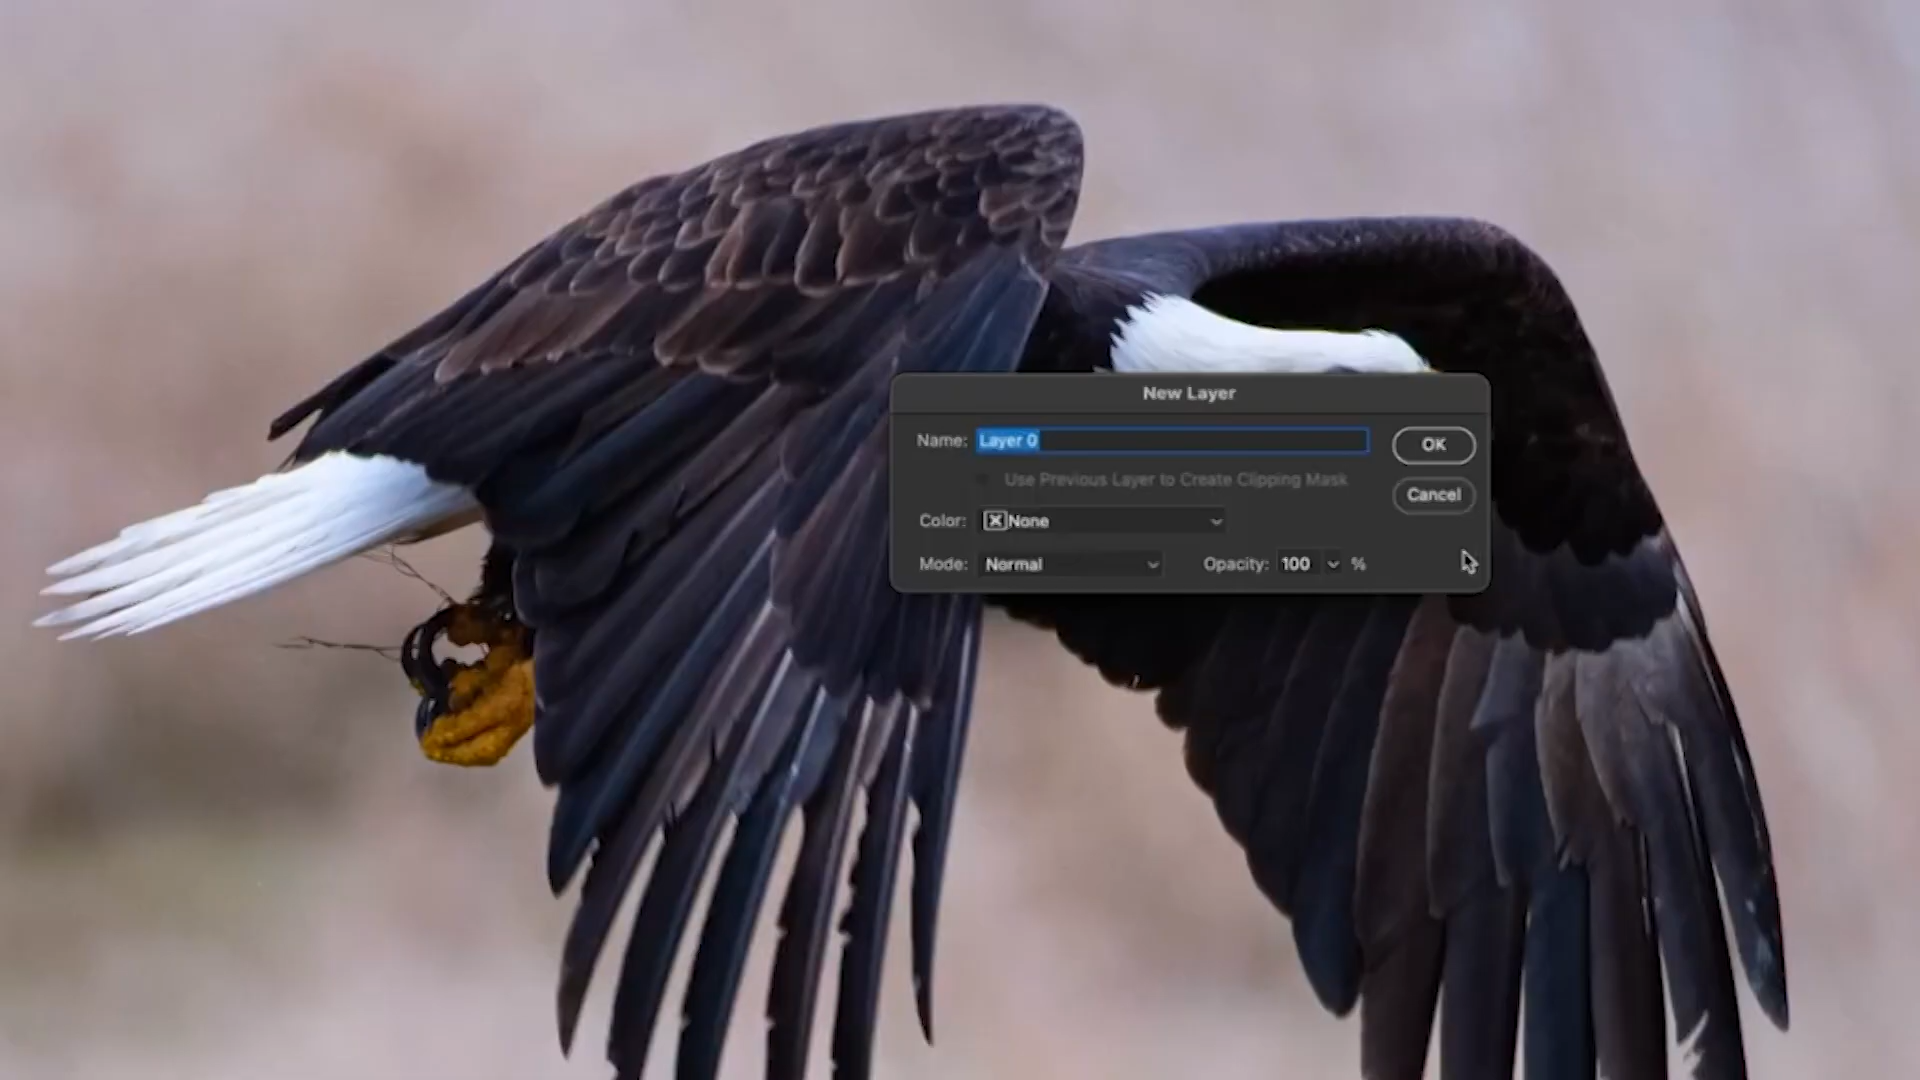 New Layer
Name: Layer 0
OK
Use Previous Layer to Create Clipping Mask
Cancel
Color: None
Mode: Normal Opacity: 100 %